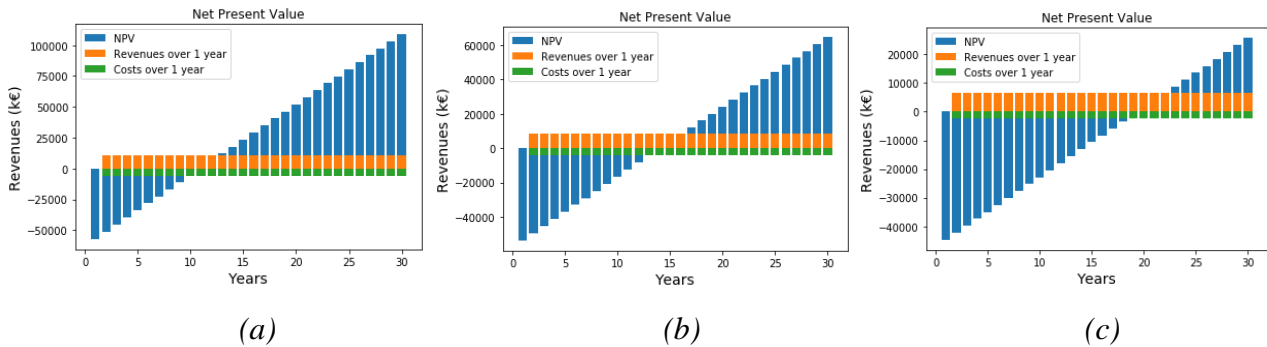 Net Present Value
NPV
Revenues over 1 year
Costs over 1 year
Revenues (k€)
100000
75000
50000
25000
0
−25000
−50000
0 5 10 15 20 25 30
Years
(a)
Net Present Value
NPV
Revenues over 1 year
Costs over 1 year
Revenues (k€)
60000
40000
20000
0
−20000
−40000
0 5 10 15 20 25 30
Years
(b)
Net Present Value
NPV
Revenues over 1 year
Costs over 1 year
Revenues (k€)
20000
10000
0
−10000
−20000
−30000
−40000
0 5 10 15 20 25 30
Years
(c)